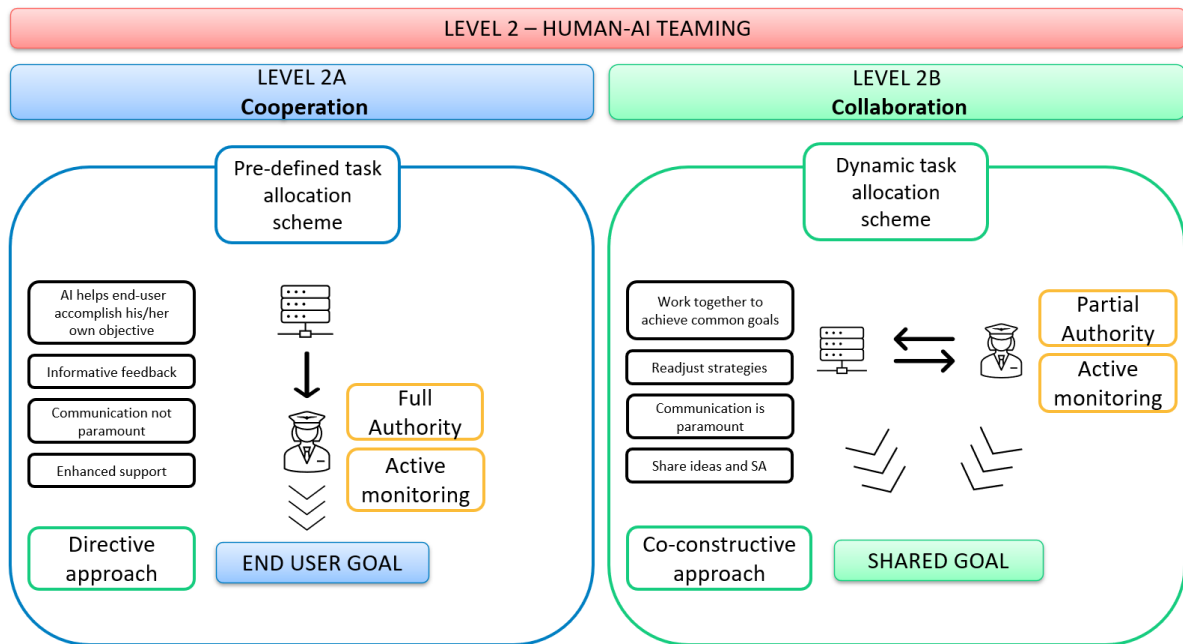 LEVEL 2 – HUMAN-AI TEAMING
LEVEL 2A
Cooperation
Pre-defined task
allocation
scheme
AI helps end-user
accomplish his/her
own objective
Informative feedback
Communication not
paramount
Enhanced support
Full
Authority
Active
monitoring
Directive
approach
END USER GOAL
LEVEL 2B
Collaboration
Dynamic task
allocation
scheme
Work together to
achieve common goals
Readjust strategies
Communication is
paramount
Share ideas and SA
Partial
Authority
Active
monitoring
Co-constructive
approach
SHARED GOAL